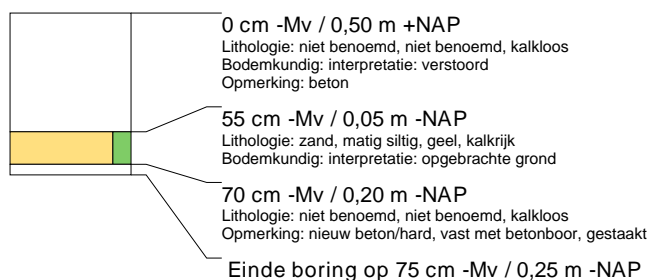 0 cm -Mv / 0,50 m +NAP
Lithologie: niet benoemd, niet benoemd, kalkloos
Bodemkundig: interpretatie: verstoord
Opmerking: beton
55 cm -Mv / 0,05 m -NAP
Lithologie: zand, matig siltig, geel, kalkrijk
Bodemkundig: interpretatie: opgebrachte grond
70 cm -Mv / 0,20 m -NAP
Lithologie: niet benoemd, niet benoemd, kalkloos
Opmerking: nieuw beton/hard, vast met betonboor, gestaakt
Einde boring op 75 cm -Mv / 0,25 m -NAP